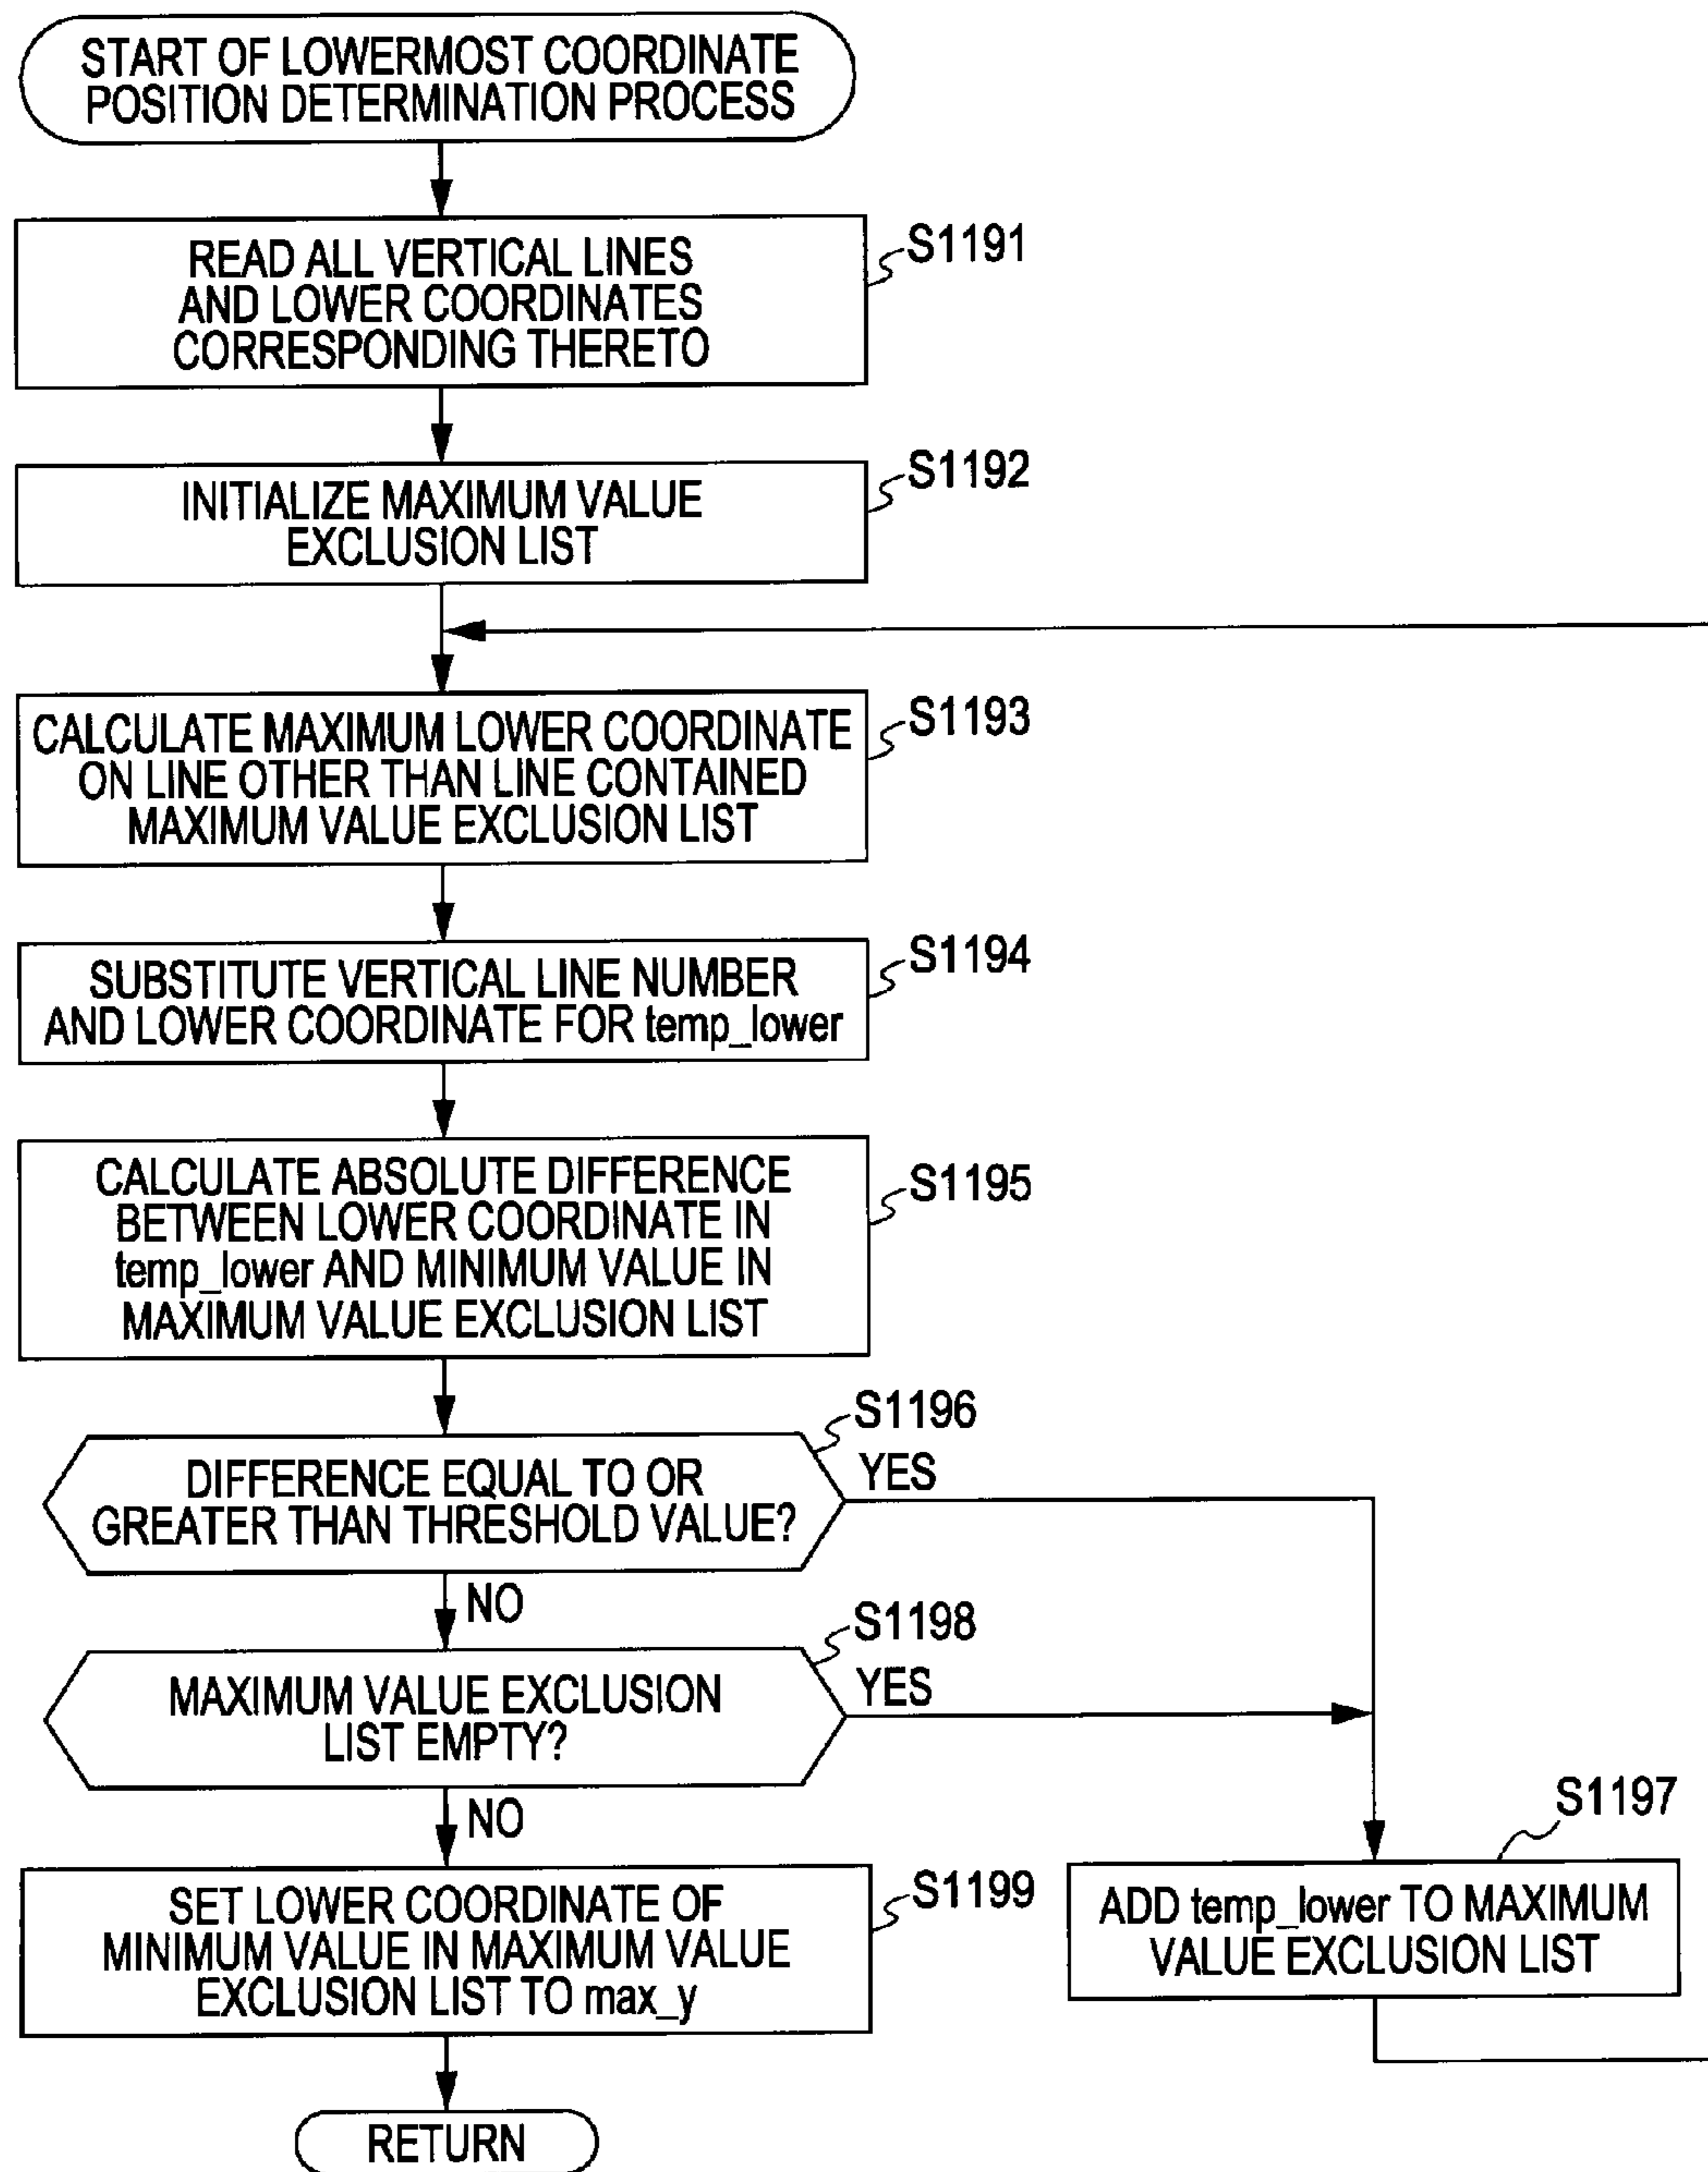 START OF LOWERMOST COORDINATE
POSITION DETERMINATION PROCESS
S1191
READ ALL VERTICAL LINES
AND LOWER COORDINATES
CORRESPONDING THERETO
S1192
INITIALIZE MAXIMUM VALUE
EXCLUSION LIST
S1193
CALCULATE MAXIMUM LOWER COORDINATE
ON LINE OTHER THAN LINE CONTAINED
MAXIMUM VALUE EXCLUSION LIST
S1194
SUBSTITUTE VERTICAL LINE NUMBER
AND LOWER COORDINATE FOR temp_lower
S1195
CALCULATE ABSOLUTE DIFFERENCE
BETWEEN LOWER COORDINATE IN
temp_lower AND MINIMUM VALUE IN
MAXIMUM VALUE EXCLUSION LIST
S1196
YES
DIFFERENCE EQUAL TO OR
GREATER THAN THRESHOLD VALUE?
NO
S1198
YES
MAXIMUM VALUE EXCLUSION
LIST EMPTY?
NO
S1197
ADD temp_lower TO MAXIMUM
VALUE EXCLUSION LIST
S1199
SET LOWER COORDINATE OF
MINIMUM VALUE IN MAXIMUM VALUE
EXCLUSION LIST TO max_y
RETURN